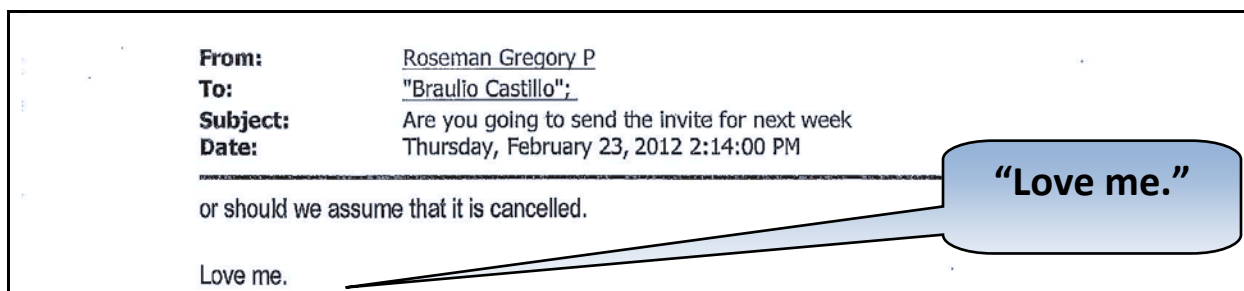 From: Roseman Gregory P
To: "Braulio Castillo";
Subject: Are you going to send the invite for next week
Date: Thursday, February 23, 2012 2:14:00 PM
or should we assume that it is cancelled.
“Love me.”
Love me.